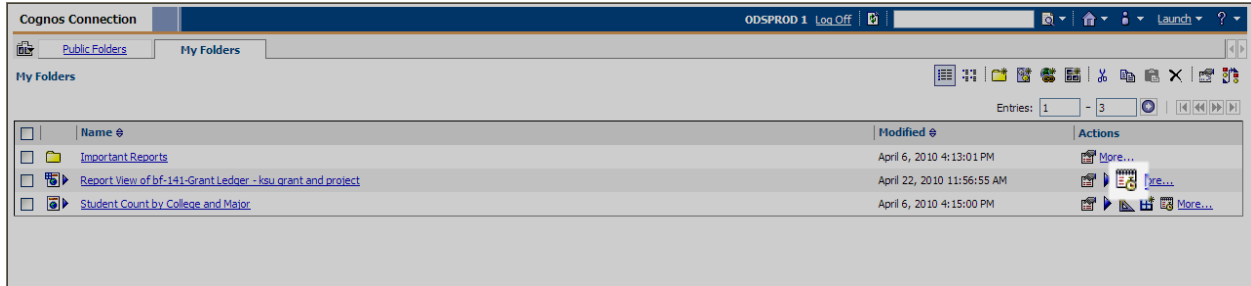 Cognos Connection ODSPROD 1 Log Off Launch ?
Public Folders My Folders
My Folders
Entries: 1 - 3
Name Modified Actions
Important Reports April 6, 2010 4:13:01 PM More...
Report View of bf-141-Grant Ledger - ksu grant and project April 22, 2010 11:56:55 AM ore...
Student Count by College and Major April 6, 2010 4:15:00 PM More...